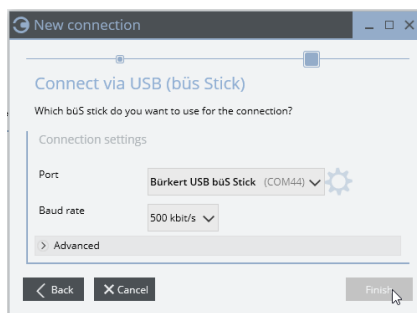 New connection
Connect via USB (büs Stick)
Which büS stick do you want to use for the connection?
Connection settings
Port
Bürkert USB büS Stick (COM44)
Baud rate
500 kbit/s
Advanced
Back
Cancel
Finish